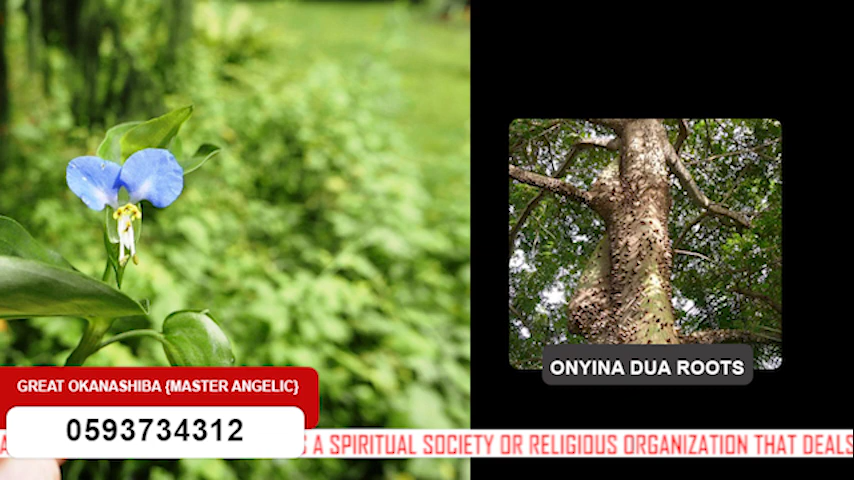 ONYINA DUA ROOTS
GREAT OKANASHIBA {MASTER ANGELIC}
0593734312
A SPIRITUAL SOCIETY OR RELIGIOUS ORGANIZATION THAT DEALS